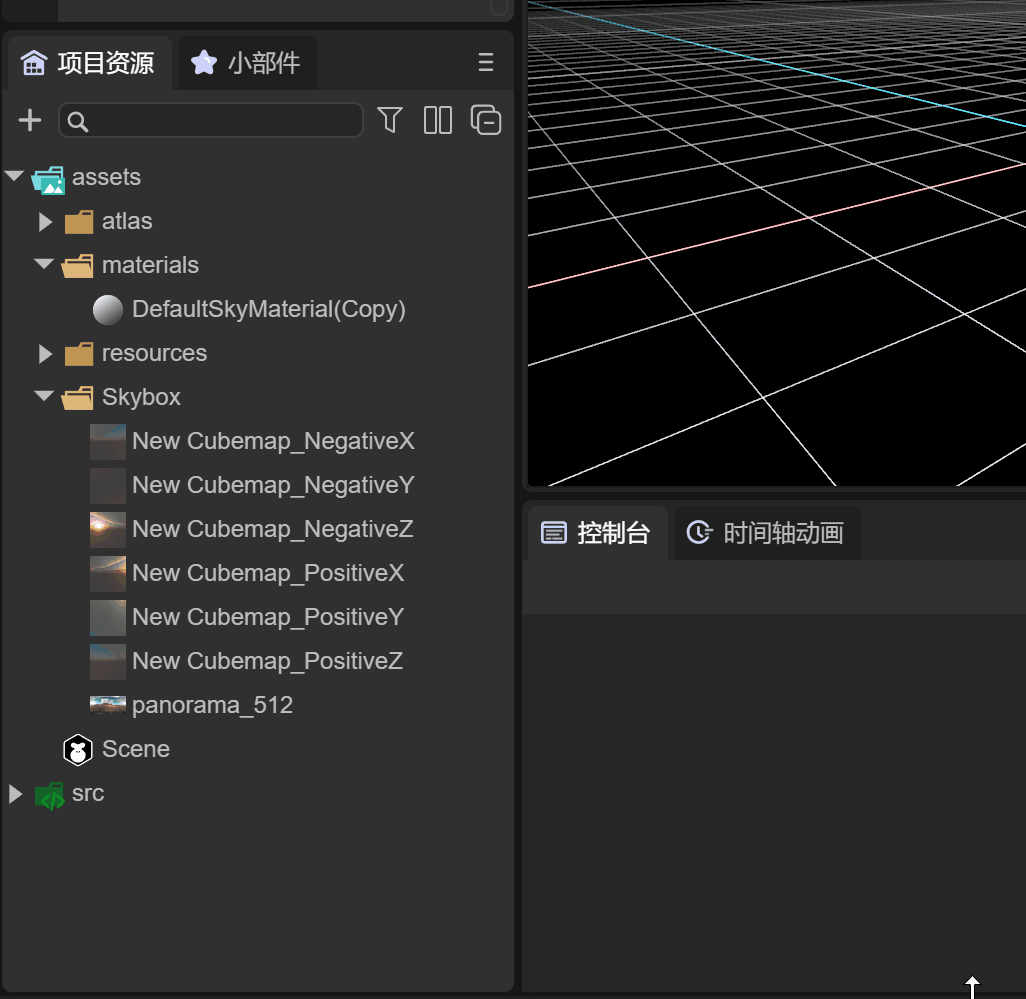 项目资源
小部件
assets
atlas
materials
DefaultSkyMaterial(Copy)
resources
Skybox
New Cubemap_NegativeX
New Cubemap_NegativeY
New Cubemap_NegativeZ
New Cubemap_PositiveX
New Cubemap_PositiveY
New Cubemap_PositiveZ
panorama_512
Scene
src
控制台
时间轴动画